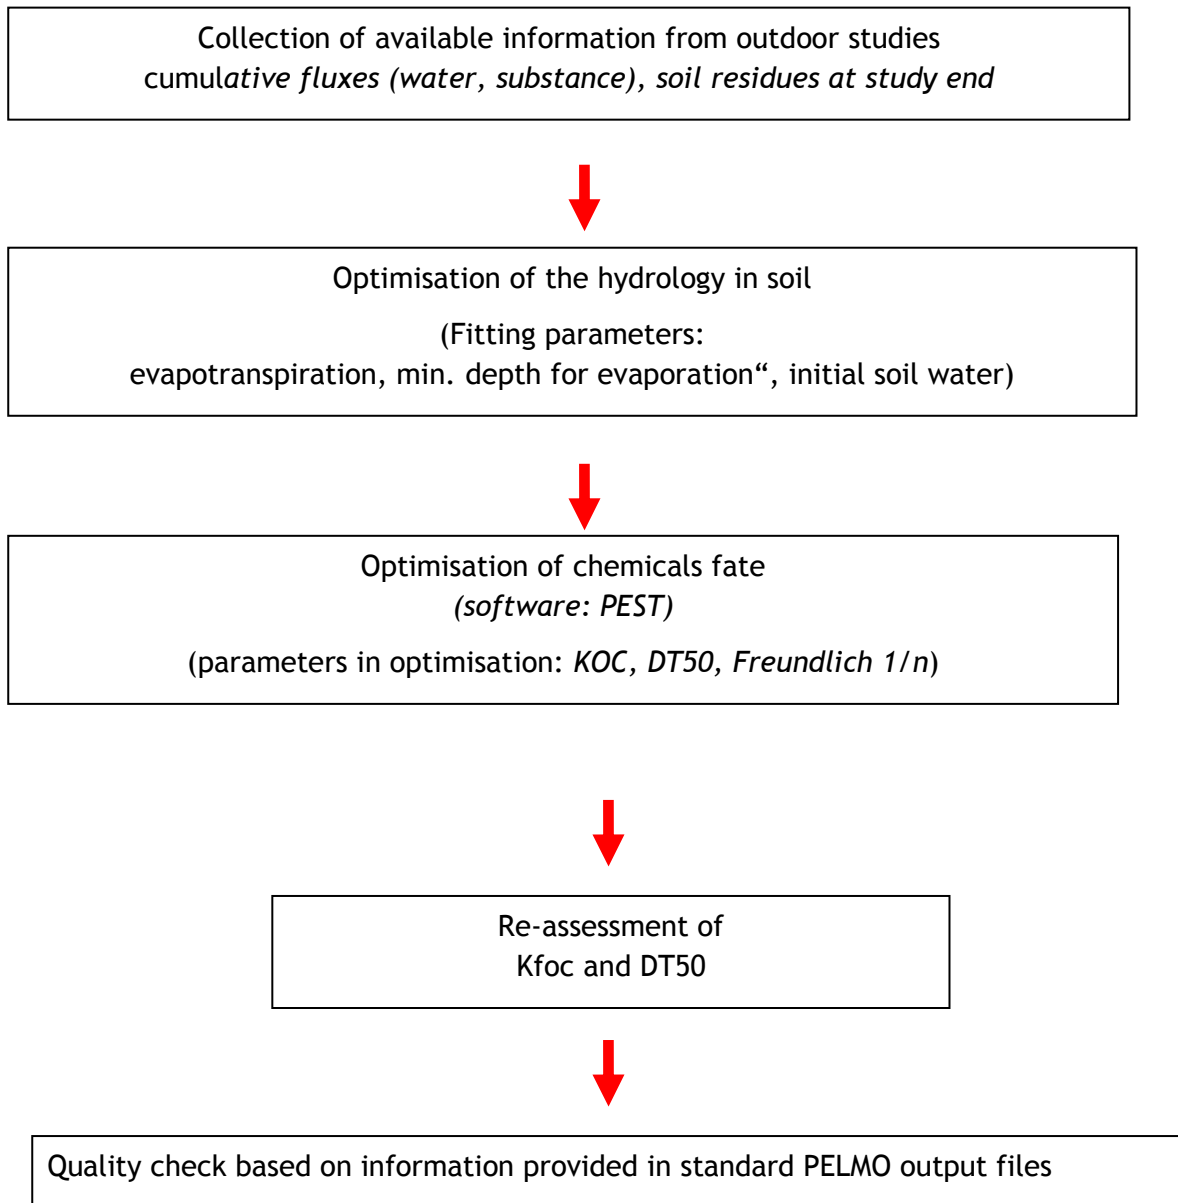 Collection of available information from outdoor studies
cumulative fluxes (water, substance), soil residues at study end
Optimisation of the hydrology in soil
(Fitting parameters:
evapotranspiration, min. depth for evaporation“, initial soil water)
Optimisation of chemicals fate
(software: PEST)
(parameters in optimisation: KOC, DT50, Freundlich 1/n)
Re-assessment of
Kfoc and DT50
Quality check based on information provided in standard PELMO output files